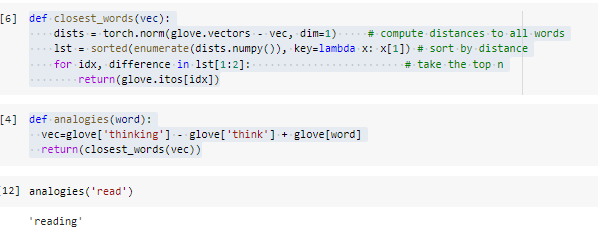 [6] def closest_words(vec):
dists = torch.norm(glove.vectors - vec, dim=1) # compute distances to all words
lst = sorted(enumerate(dists.numpy()), key=lambda x: x[1]) # sort by distance
for idx, difference in lst[1:2]: # take the top n
return(glove.itos[idx])
[4] def analogies(word):
vec=glove['thinking'] - glove['think'] + glove[word]
return(closest_words(vec))
[12] analogies('read')
'reading'